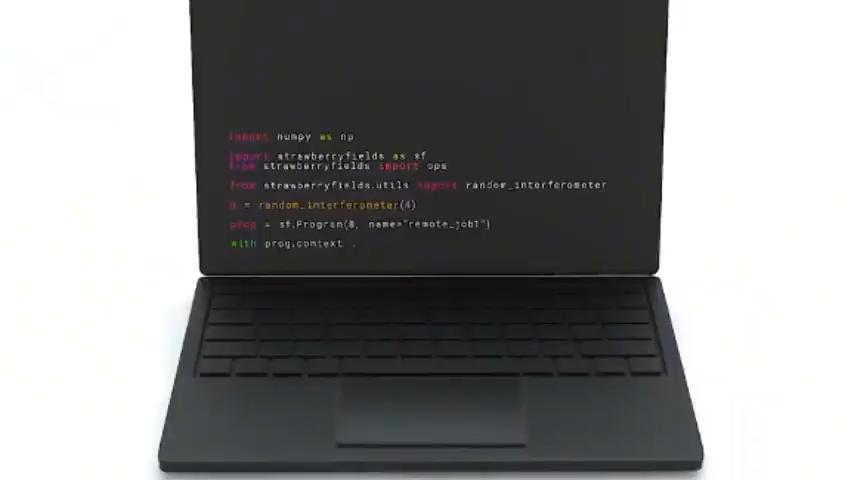 import numpy as np
import strawberryfields as sf
from strawberryfields import ops
from strawberryfields.utils import random_interferometer
U = random_interferometer(4)
prog = sf.Program(8, name="remote_job1")
with prog.context